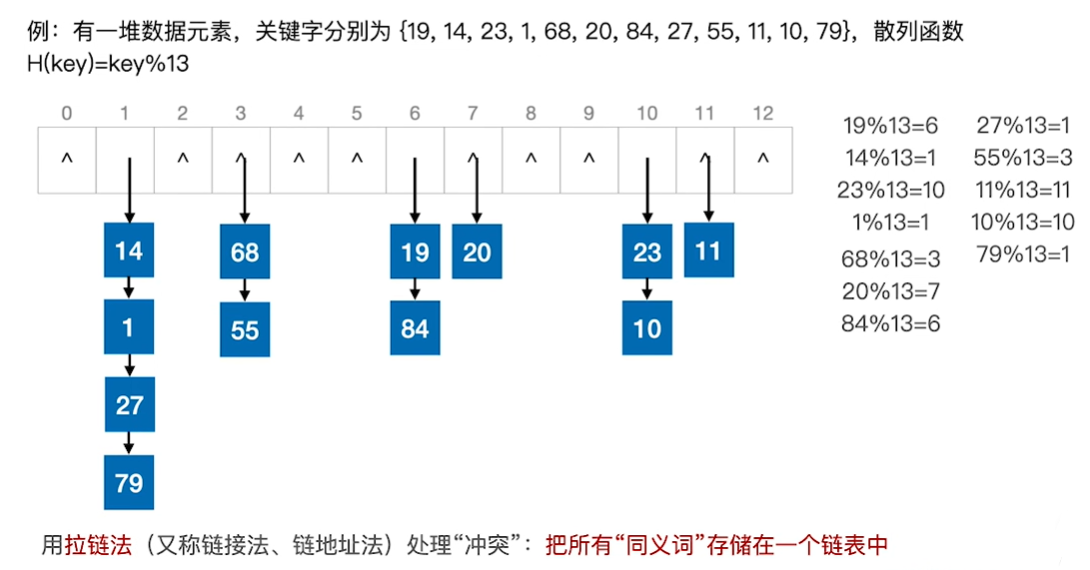 例：有一堆数据元素，关键字分别为 {19, 14, 23, 1, 68, 20, 84, 27, 55, 11, 10, 79}，散列函数
H(key)=key%13
0 1 2 3 4 5 6 7 8 9 10 11 12
^ ^ ^ ^ ^ ^ ^ ^ ^ ^
19%13=6 27%13=1
14%13=1 55%13=3
23%13=10 11%13=11
1%13=1 10%13=10
68%13=3 79%13=1
20%13=7
84%13=6
14 68 19 20 23 11
1 55 84 10
27
79
用拉链法（又称链接法、链地址法）处理“冲突”：把所有“同义词”存储在一个链表中